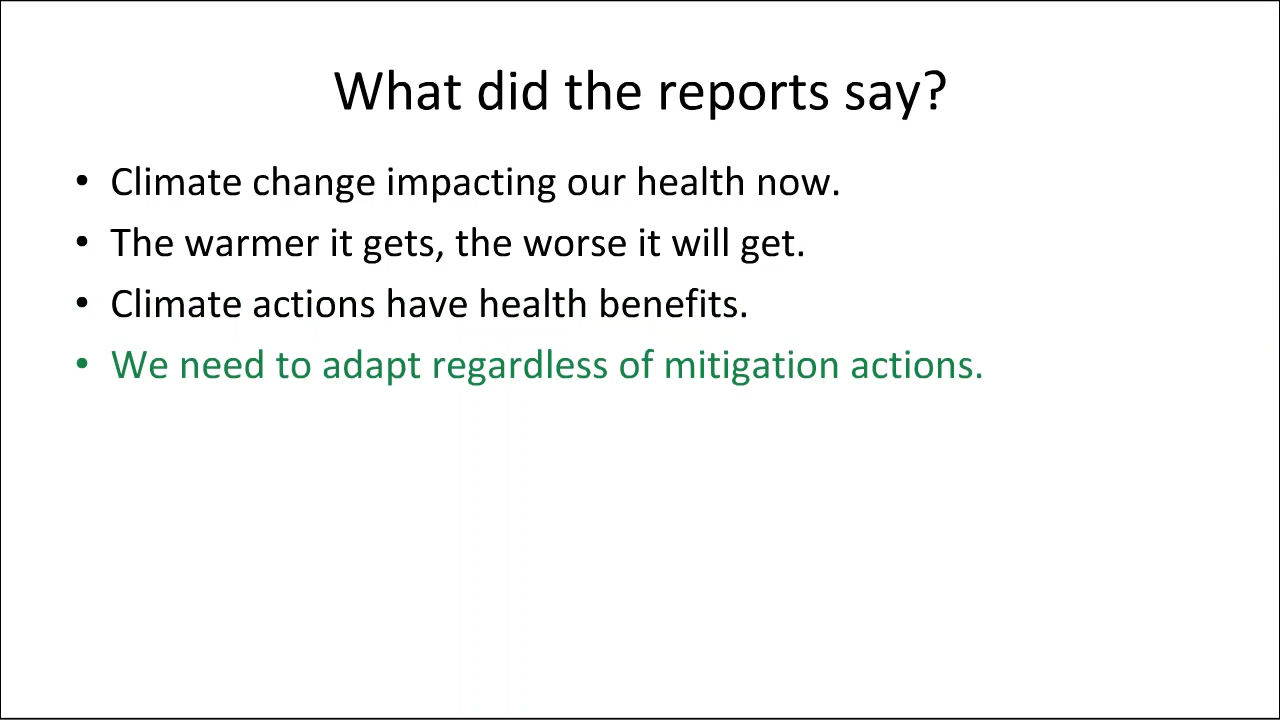 What did the reports say?
• Climate change impacting our health now.
• The warmer it gets, the worse it will get.
• Climate actions have health benefits.
• We need to adapt regardless of mitigation actions.